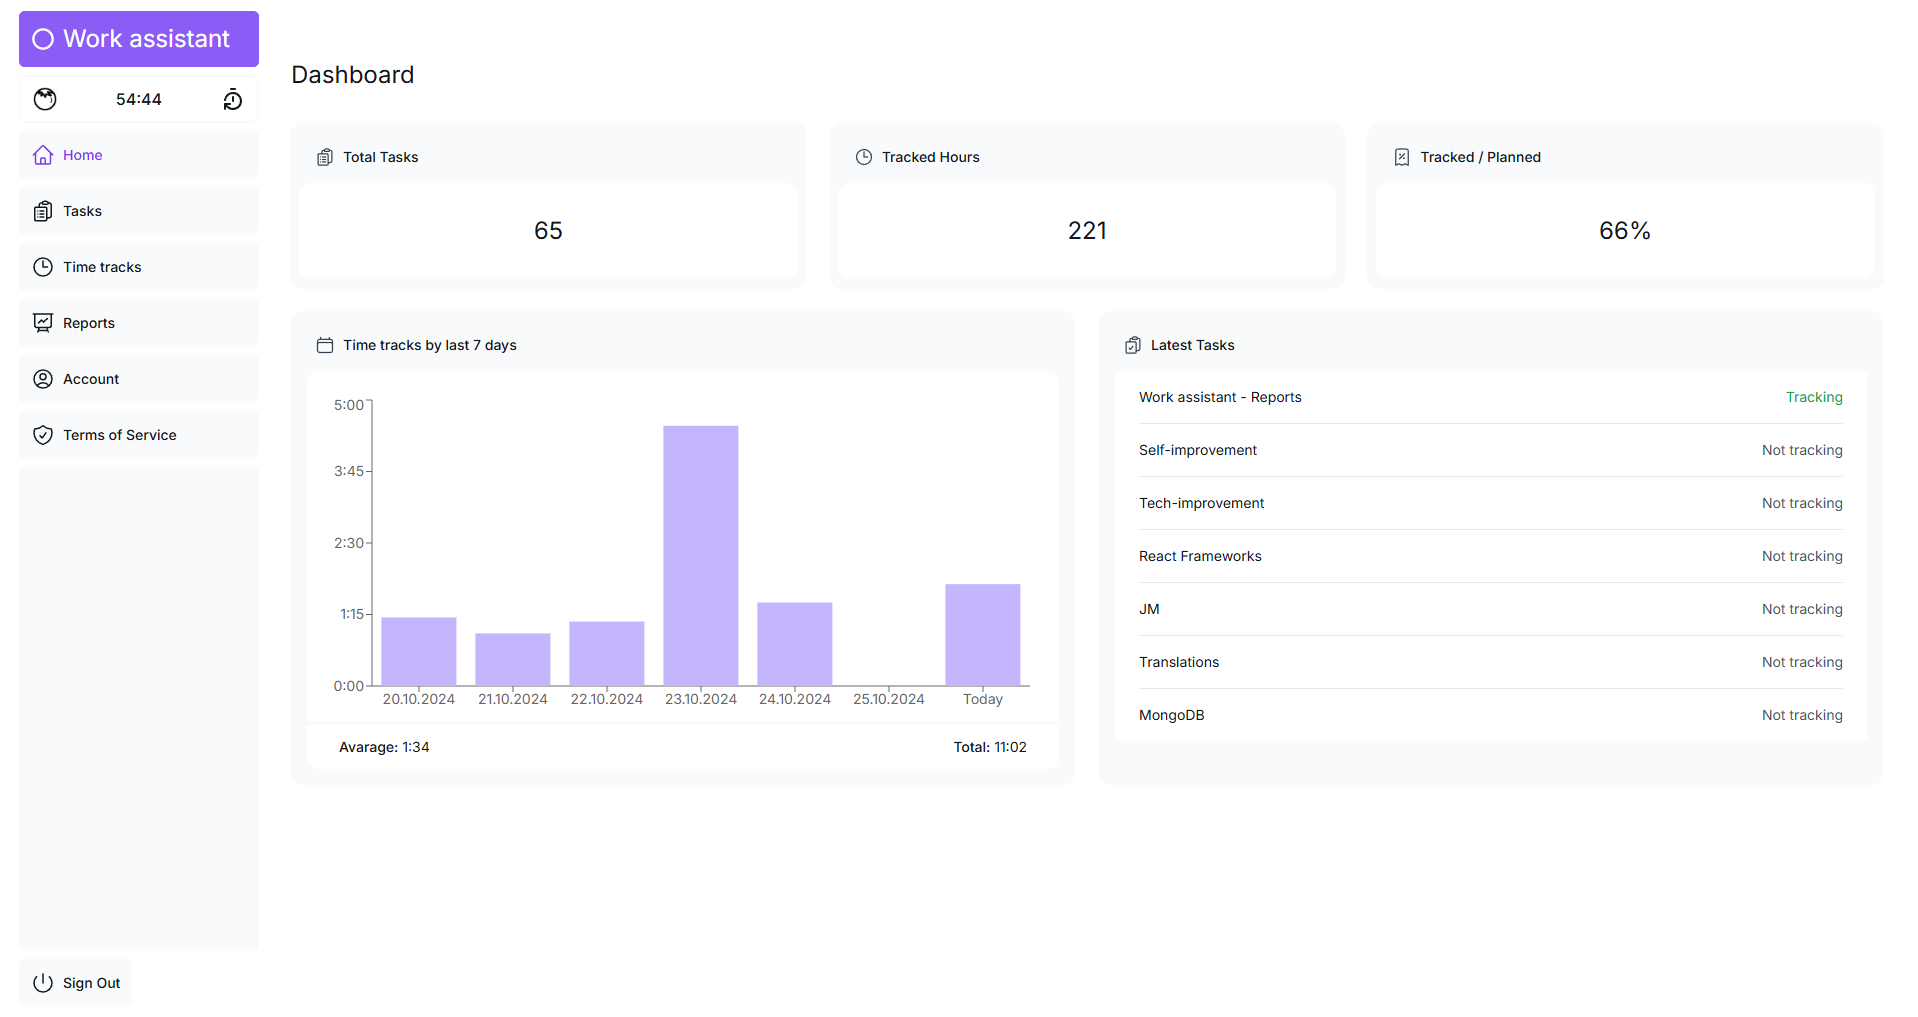 Work assistant
54:44
Home
Tasks
Time tracks
Reports
Account
Terms of Service
Sign Out
Dashboard
Total Tasks
65
Tracked Hours
221
Tracked / Planned
66%
Time tracks by last 7 days
5:00
3:45
2:30
1:15
0:00
20.10.2024 21.10.2024 22.10.2024 23.10.2024 24.10.2024 25.10.2024 Today
Avarage: 1:34 Total: 11:02
Latest Tasks
Work assistant - Reports Tracking
Self-improvement Not tracking
Tech-improvement Not tracking
React Frameworks Not tracking
JM Not tracking
Translations Not tracking
MongoDB Not tracking